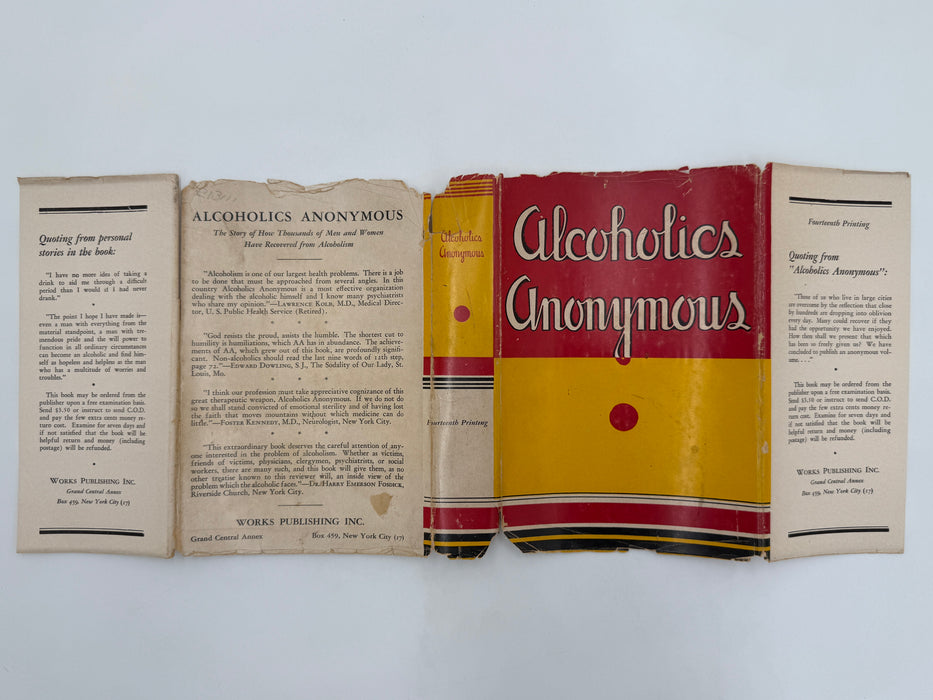 Quoting from personal
stories in the book:
"I have no more idea of taking a
drink to aid me through a difficult
period than I would if I had never
drank."
"The point I hope I have made is—
even a man with everything from the
material standpoint, a man with tre-
mendous pride and the will power to
function in all ordinary circumstances
can become an alcoholic and find him-
self as hopeless and helpless as the man
who has a multitude of worries and
troubles."
This book may be ordered from the
publisher upon a free examination basis.
Send $3.50 or instruct to send C.O.D.
and pay the few extra cents money re-
turn cost. Examine for seven days and
if not satisfied that the book will be
helpful return and money (including
postage) will be refunded.
WORKS PUBLISHING INC.
Grand Central Annex
Box 459, New York City (17)
ALCOHOLICS ANONYMOUS
The Story of How Thousands of Men and Women
Have Recovered from Alcoholism
"Alcoholism is one of our largest health problems. There is a job
to be done that must be approached from several angles. In this
country Alcoholics Anonymous is a most effective organization
dealing with the alcoholic himself and I know many psychiatrists
who share my opinion."—LAWRENCE KOLB, M.D., Medical Direc-
tor, U. S. Public Health Service (Retired).
"God resists the proud, assists the humble. The shortest cut to
humility is humiliations, which AA has in abundance. The achieve-
ments of AA, which grew out of this book, are profoundly signifi-
cant. Non-alcoholics should read the last nine words of 12th step,
page 72."—EDWARD DOWLING, S.J., The Sodality of Our Lady, St.
Louis, Mo.
"I think our profession must take appreciative cognizance of this
great therapeutic weapon, Alcoholics Anonymous. If we do not do
so we shall stand convicted of emotional sterility and of having lost
the faith that moves mountains without which medicine can do
little."—FOSTER KENNEDY, M.D., Neurologist, New York City.
"This extraordinary book deserves the careful attention of any-
one interested in the problem of alcoholism. Whether as victims,
friends of victims, physicians, clergymen, psychiatrists, or social
workers, there are many such, and this book will give them, as no
other treatise known to this reviewer will, an inside view of the
problem which the alcoholic faces."—DR. HARRY EMERSON FOSDICK,
Riverside Church, New York City.
WORKS PUBLISHING INC.
Grand Central Annex Box 459, New York City (17)
Alcoholics
Anonymous
Fourteenth Printing
Alcoholics
Anonymous
Fourteenth Printing
Quoting from
"Alcoholics Anonymous":
"Those of us who live in large cities
are overcome by the reflection that close
by hundreds are dropping into oblivion
every day. Many could recover if they
had the opportunity we have enjoyed.
How then shall we present that which
has been so freely given us? We have
concluded to publish an anonymous vol-
ume. . . ."
This book may be ordered from the
publisher upon a free examination basis.
Send $3.50 or instruct to send C.O.D.
and pay the few extra cents money re-
turn cost. Examine for seven days and
if not satisfied that the book will be
helpful return and money (including
postage) will be refunded.
WORKS PUBLISHING INC.
Grand Central Annex
Box 459, New York City (17)